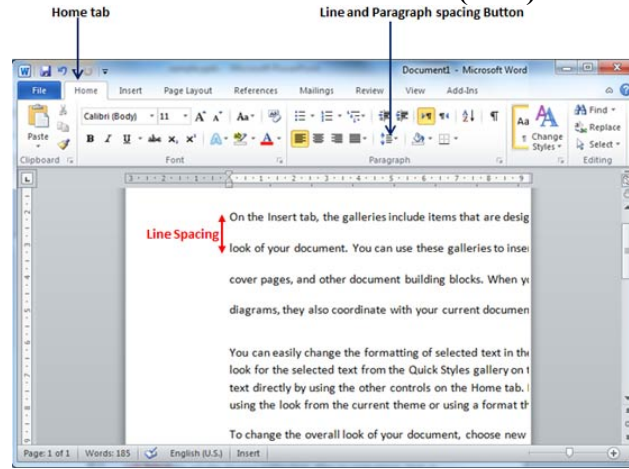 Home tab
Line and Paragraph spacing Button
Document1 - Microsoft Word
File Home Insert Page Layout References Mailings Review View Add-Ins
Calibri (Body) 11
Aa
Find
Replace
Select
Paste
B I U abc x, x'
Change Styles
Clipboard Font Paragraph Editing
Line Spacing
On the Insert tab, the galleries include items that are desig
look of your document. You can use these galleries to inser
cover pages, and other document building blocks. When yo
diagrams, they also coordinate with your current documen
You can easily change the formatting of selected text in the
look for the selected text from the Quick Styles gallery on t
text directly by using the other controls on the Home tab.
using the look from the current theme or using a format th
To change the overall look of your document, choose new
Page: 1 of 1 Words: 185 English (U.S.) Insert